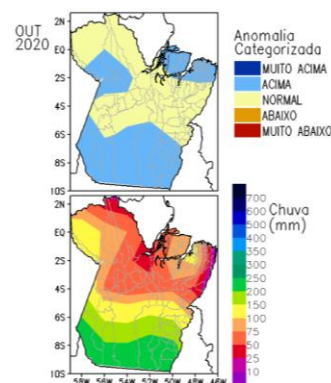 OUT
2020
2N
EQ
2S
4S
6S
8S
10S
Anomalia
Categorizada
MUITO ACIMA
ACIMA
NORMAL
ABAIXO
MUITO ABAIXO
2N
EQ
2S
4S
6S
8S
10S
58W 56W 54W 52W 50W 48W 46W
Chuva
(mm)
700
600
500
400
300
250
200
150
100
75
50
25
10